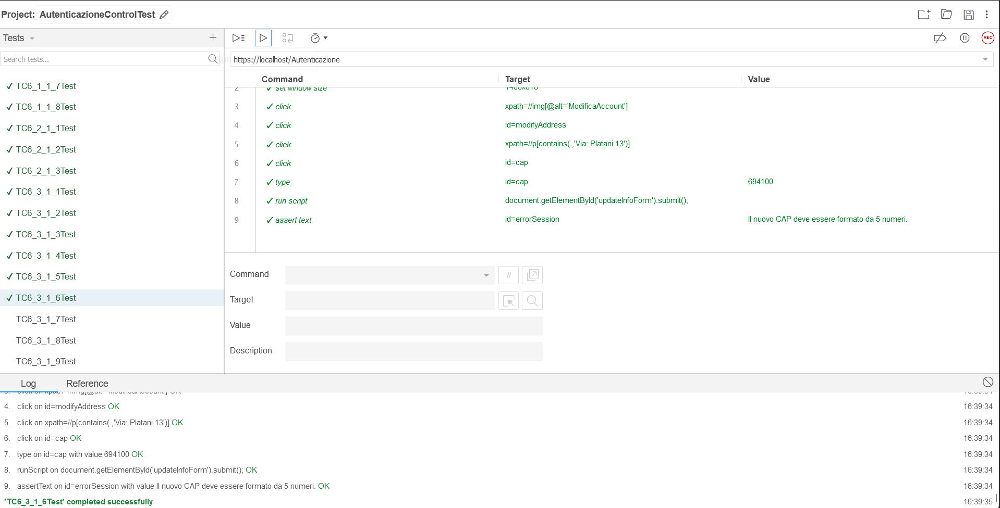 Project: AutenticazioneControlTest
Tests
REC
Search tests...
https://localhost/Autenticazione
Command Target Value
TC6_1_1_7Test
TC6_1_1_8Test
TC6_2_1_1Test
TC6_2_1_2Test
TC6_2_1_3Test
TC6_3_1_1Test
TC6_3_1_2Test
TC6_3_1_3Test
TC6_3_1_4Test
TC6_3_1_5Test
TC6_3_1_6Test
TC6_3_1_7Test
TC6_3_1_8Test
TC6_3_1_9Test
2 set window size
3 click xpath=//img[@alt='ModificaAccount']
4 click id=modifyAddress
5 click xpath=//p[contains(.,'Via: Platani 13')]
6 click id=cap
7 type id=cap 694100
8 run script document.getElementById('updateInfoForm').submit();
9 assert text id=errorSession Il nuovo CAP deve essere formato da 5 numeri.
Command //
Target
Value
Description
Log Reference
4. click on id=modifyAddress OK 16:39:34
5. click on xpath=//p[contains(.,'Via: Platani 13')] OK 16:39:34
6. click on id=cap OK 16:39:34
7. type on id=cap with value 694100 OK 16:39:34
8. runScript on document.getElementById('updateInfoForm').submit(); OK 16:39:34
9. assertText on id=errorSession with value Il nuovo CAP deve essere formato da 5 numeri. OK 16:39:34
'TC6_3_1_6Test' completed successfully 16:39:35